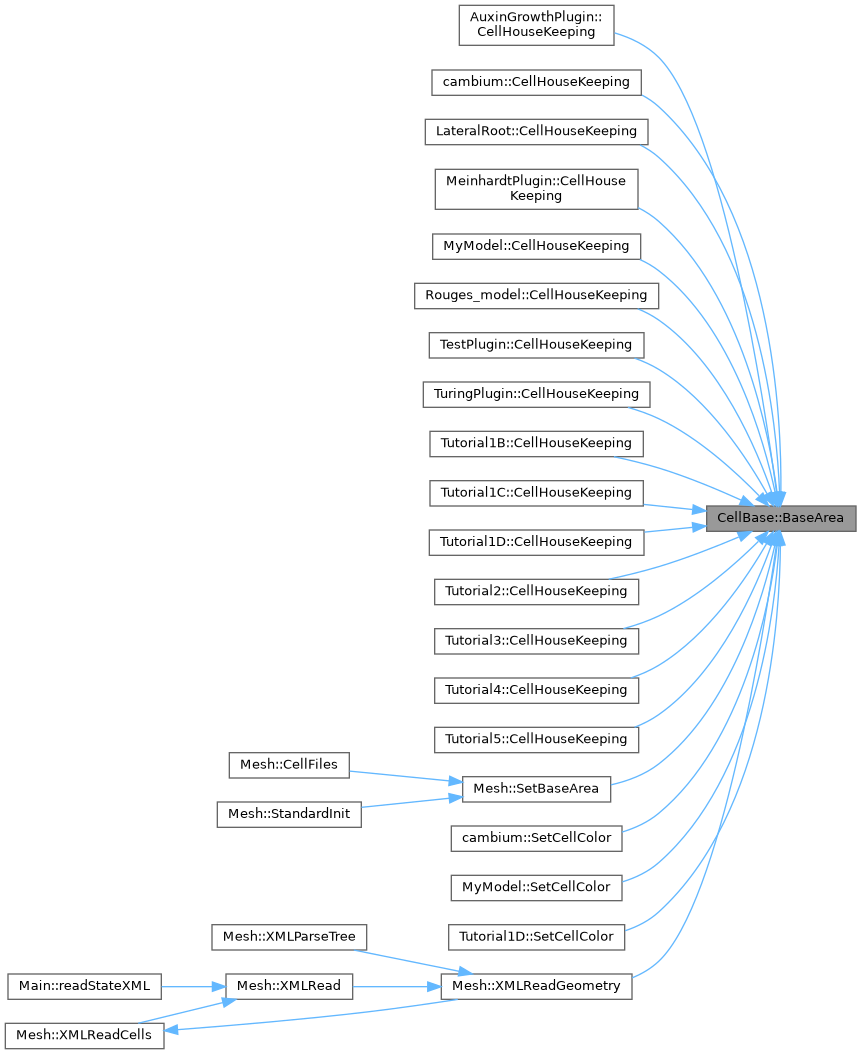 AuxinGrowthPlugin::
CellHouseKeeping
cambium::CellHouseKeeping
LateralRoot::CellHouseKeeping
MeinhardtPlugin::CellHouse
Keeping
MyModel::CellHouseKeeping
Rouges_model::CellHouseKeeping
TestPlugin::CellHouseKeeping
TuringPlugin::CellHouseKeeping
Tutorial1B::CellHouseKeeping
Tutorial1C::CellHouseKeeping
CellBase::BaseArea
Tutorial1D::CellHouseKeeping
Tutorial2::CellHouseKeeping
Tutorial3::CellHouseKeeping
Tutorial4::CellHouseKeeping
Tutorial5::CellHouseKeeping
Mesh::CellFiles
Mesh::SetBaseArea
Mesh::StandardInit
cambium::SetCellColor
MyModel::SetCellColor
Tutorial1D::SetCellColor
Mesh::XMLParseTree
Main::readStateXML
Mesh::XMLRead
Mesh::XMLReadGeometry
Mesh::XMLReadCells